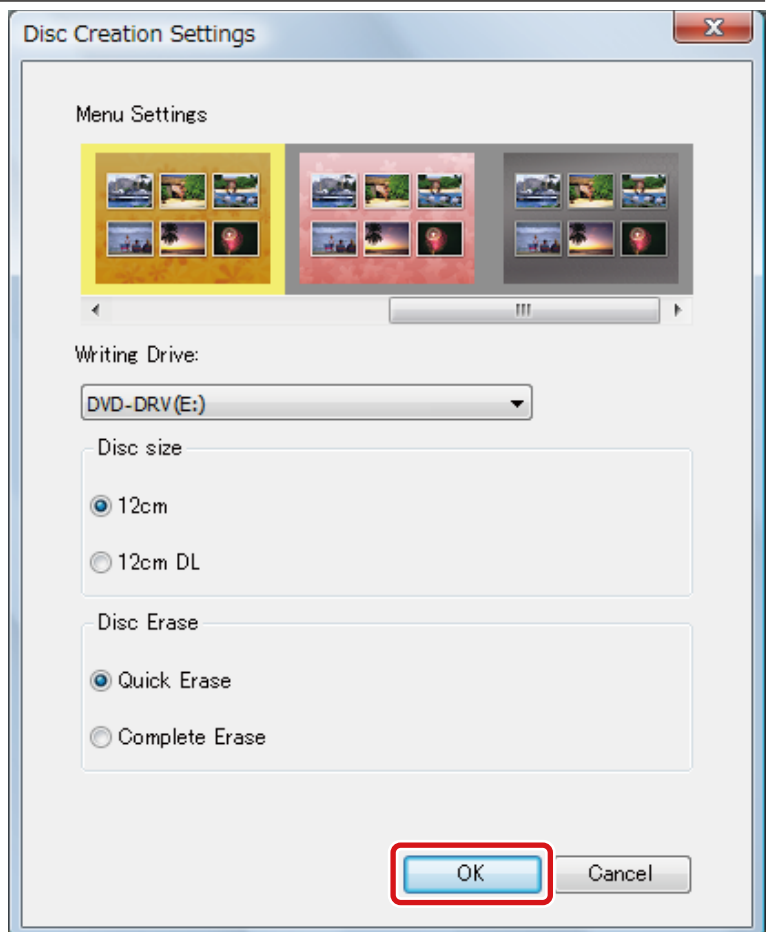 Disc Creation Settings
Menu Settings
Writing Drive:
DVD-DRV(E:)
Disc size
12cm
12cm DL
Disc Erase
Quick Erase
Complete Erase
OK
Cancel